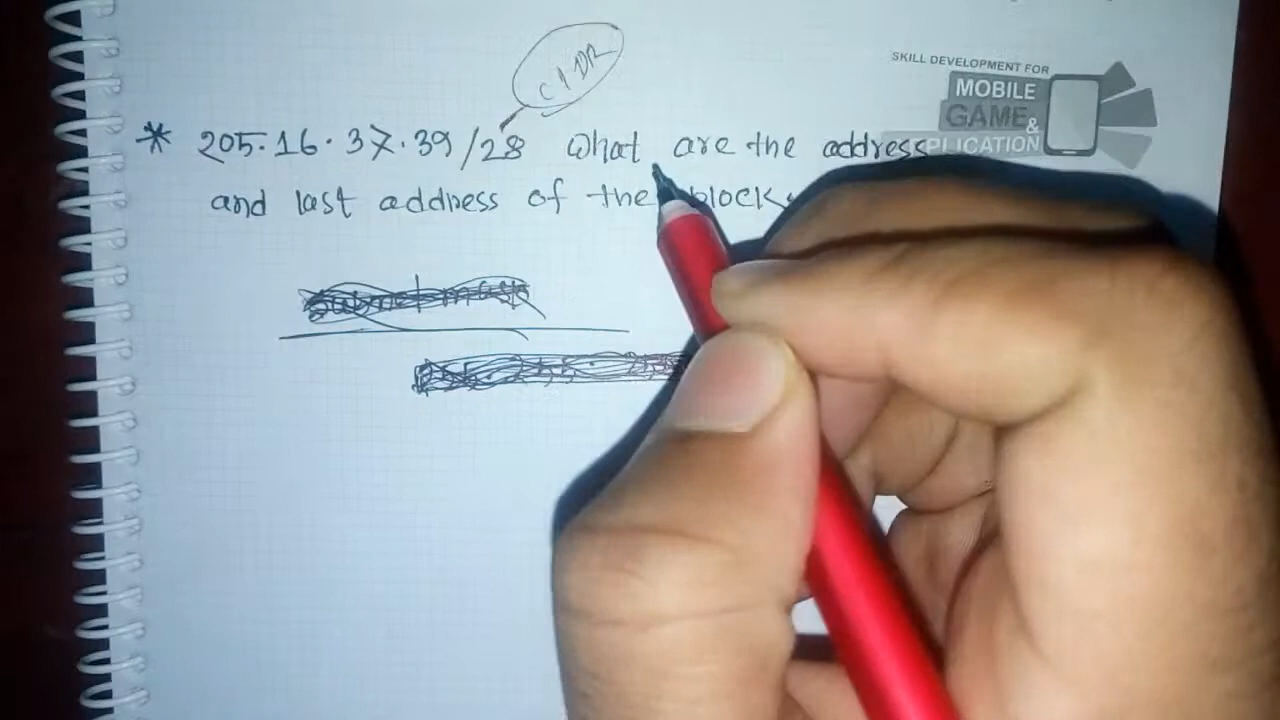 SKILL DEVELOPMENT FOR
MOBILE
GAME &
PLICATION
CIDR
* 205.16.37.39/28 What are the address
and last address of the block